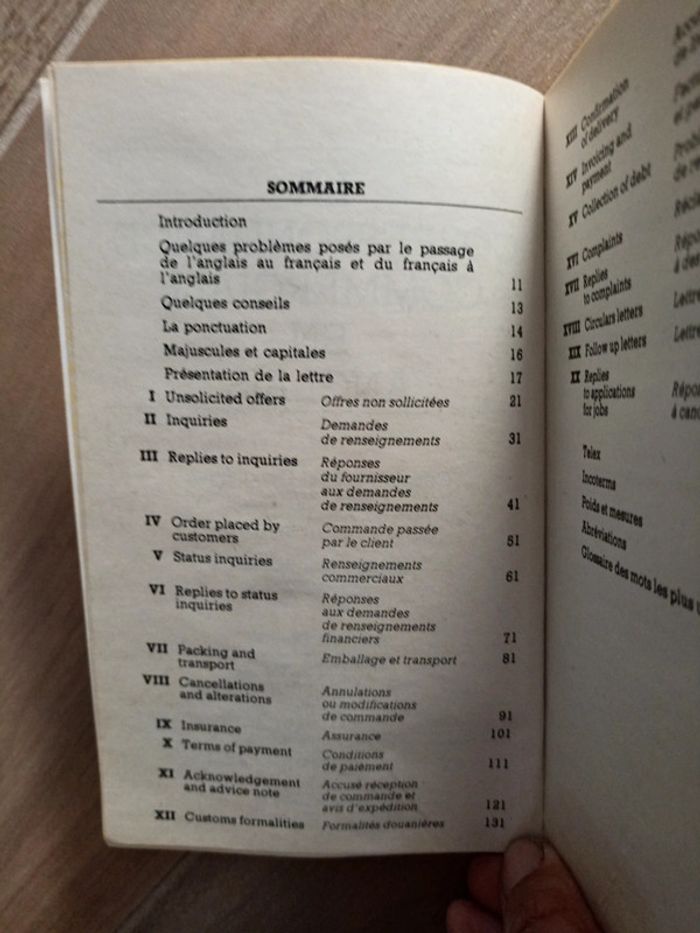 SOMMAIRE
Introduction
Quelques problèmes posés par le passage
de l'anglais au français et du français à
l'anglais 11
Quelques conseils 13
La ponctuation 14
Majuscules et capitales 16
Présentation de la lettre 17
I Unsolicited offers Offres non sollicitées 21
II Inquiries Demandes
de renseignements 31
III Replies to inquiries Réponses
du fournisseur
aux demandes
de renseignements 41
IV Order placed by Commande passée
customers par le client 51
V Status inquiries Renseignements
commerciaux 61
VI Replies to status Réponses
inquiries aux demandes
de renseignements
financiers 71
VII Packing and Emballage et transport 81
transport
VIII Cancellations Annulations
and alterations ou modifications
de commande 91
IX Insurance Assurance 101
X Terms of payment Conditions
de paiement 111
XI Acknowledgement Accusé réception
and advice note de commande et
avis d'expédition 121
XII Customs formalities Formalités douanières 131
XIII Confirmation
of delivery
XIV Invoicing and
payment
XV Collection of debt
XVI Complaints
XVII Replies
to complaints
XVIII Circulars letters
XIX Follow up letters
XX Replies
to applications
for jobs
Telex
Incoterms
Poids et mesures
Abréviations
Glossaire des mots les plus